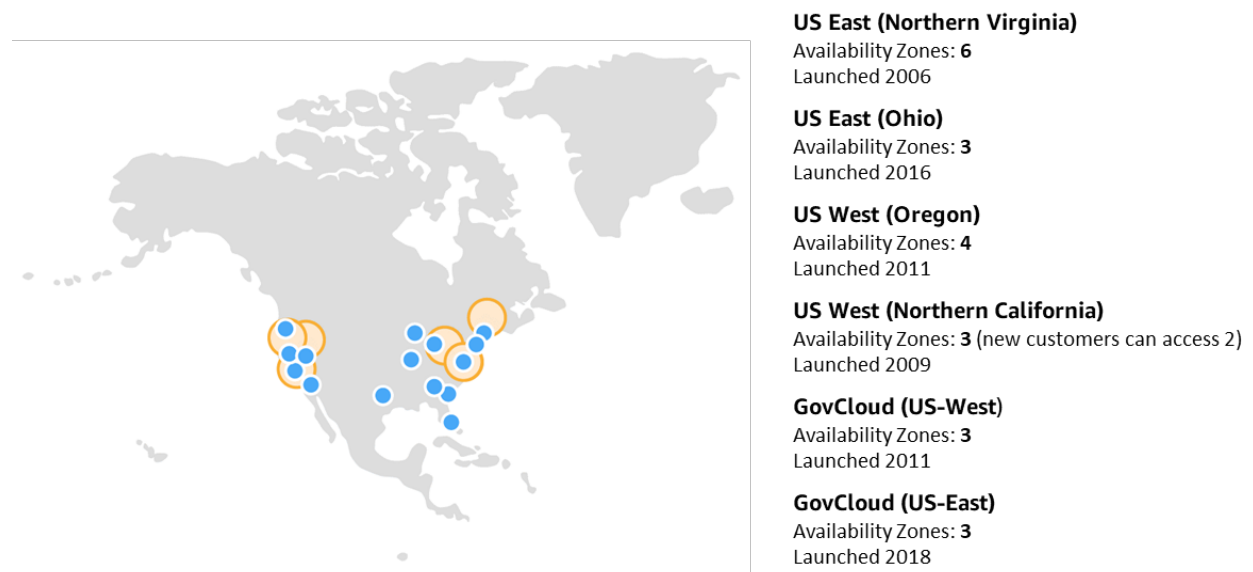 US East (Northern Virginia)
Availability Zones: 6
Launched 2006
US East (Ohio)
Availability Zones: 3
Launched 2016
US West (Oregon)
Availability Zones: 4
Launched 2011
US West (Northern California)
Availability Zones: 3 (new customers can access 2)
Launched 2009
GovCloud (US-West)
Availability Zones: 3
Launched 2011
GovCloud (US-East)
Availability Zones: 3
Launched 2018